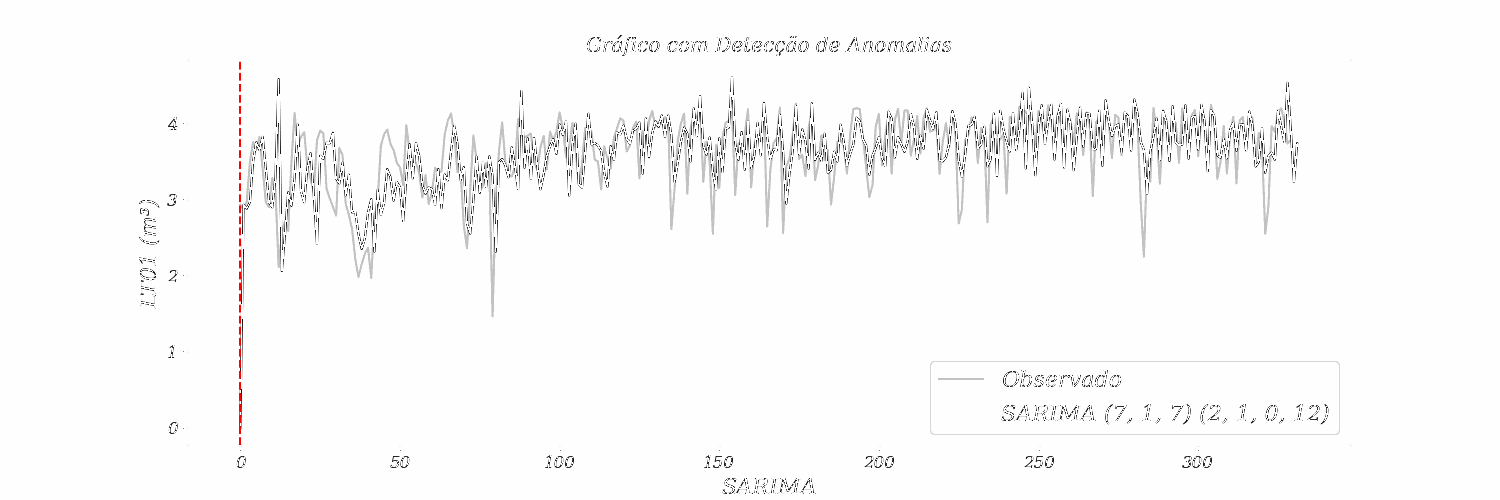 Gráfico com Detecção de Anomalias
LT01 (m³)
4
3
2
1
0
Observado
SARIMA (7, 1, 7) (2, 1, 0, 12)
0 50 100 150 200 250 300
SARIMA